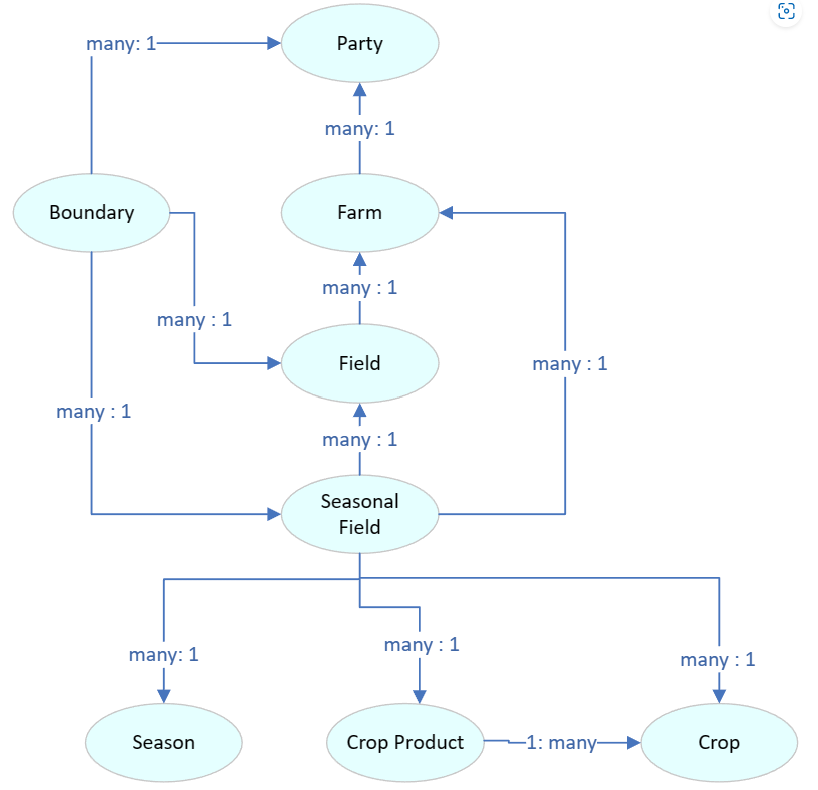 many: 1
Party
many: 1
Boundary
Farm
many : 1
many : 1
Field
many : 1
many : 1
many : 1
Seasonal
Field
many: 1
many : 1
many : 1
Season
Crop Product
1: many
Crop